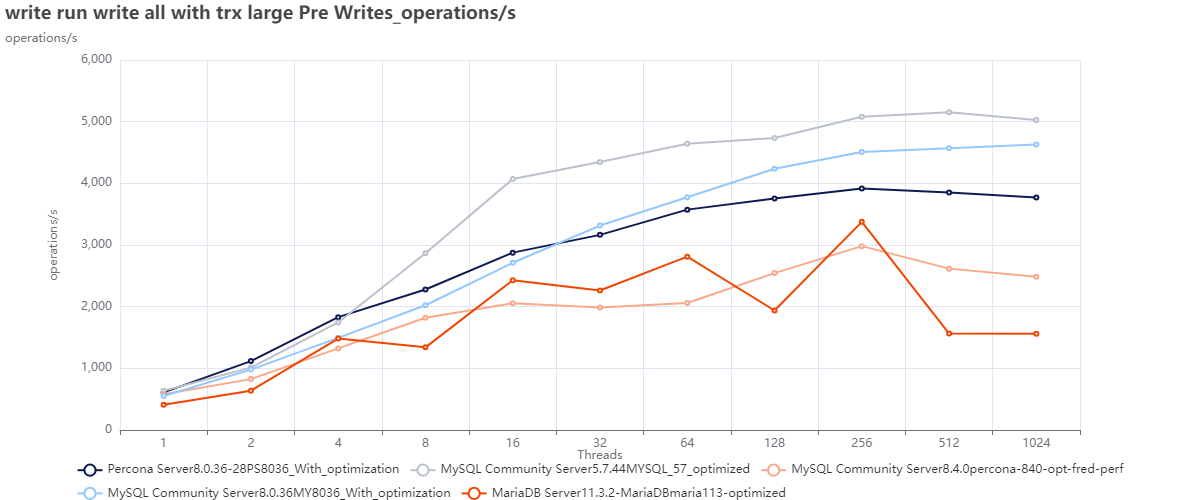 write run write all with trx large Pre Writes_operations/s
operations/s
6,000
5,000
4,000
3,000
2,000
1,000
0
operations/s
1 2 4 8 16 32 64 128 256 512 1024
Threads
Percona Server8.0.36-28PS8036_With_optimization MySQL Community Server5.7.44MYSQL_57_optimized MySQL Community Server8.4.0percona-840-opt-fred-perf
MySQL Community Server8.0.36MY8036_With_optimization MariaDB Server11.3.2-MariaDBmaria113-optimized